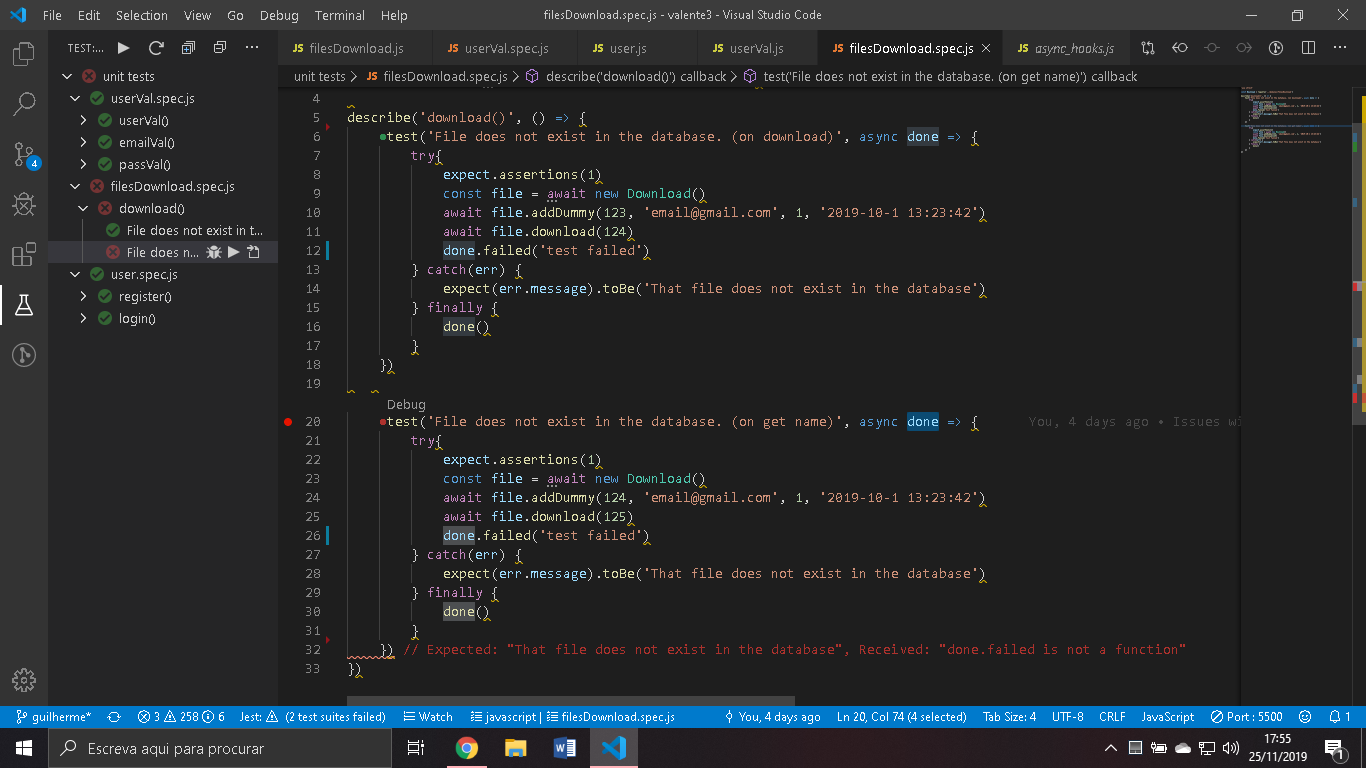 File Edit Selection View Go Debug Terminal Help filesDownload.spec.js - valente3 - Visual Studio Code
TEST:... ···
JS filesDownload.js JS userVal.spec.js JS user.js JS userVal.js JS filesDownload.spec.js JS async_hooks.js ···
unit tests > JS filesDownload.spec.js > describe('download()') callback > test('File does not exist in the database. (on get name)') callback
unit tests
userVal.spec.js
userVal()
emailVal()
passVal()
filesDownload.spec.js
download()
File does not exist in t...
File does n...
user.spec.js
register()
login()
4
4
5 describe('download()', () => {
6 test('File does not exist in the database. (on download)', async done => {
7 try{
8 expect.assertions(1)
9 const file = await new Download()
10 await file.addDummy(123, 'email@gmail.com', 1, '2019-10-1 13:23:42')
11 await file.download(124)
12 done.failed('test failed')
13 } catch(err) {
14 expect(err.message).toBe('That file does not exist in the database')
15 } finally {
16 done()
17 }
18 })
19
Debug
20 test('File does not exist in the database. (on get name)', async done => { You, 4 days ago • Issues wi
21 try{
22 expect.assertions(1)
23 const file = await new Download()
24 await file.addDummy(124, 'email@gmail.com', 1, '2019-10-1 13:23:42')
25 await file.download(125)
26 done.failed('test failed')
27 } catch(err) {
28 expect(err.message).toBe('That file does not exist in the database')
29 } finally {
30 done()
31 }
32 }) // Expected: "That file does not exist in the database", Received: "done.failed is not a function"
33 })
guilherme* 3 258 6 Jest: (2 test suites failed) Watch javascript | filesDownload.spec.js You, 4 days ago Ln 20, Col 74 (4 selected) Tab Size: 4 UTF-8 CRLF JavaScript Port : 5500 1
Escreva aqui para procurar
17:55
25/11/2019
1